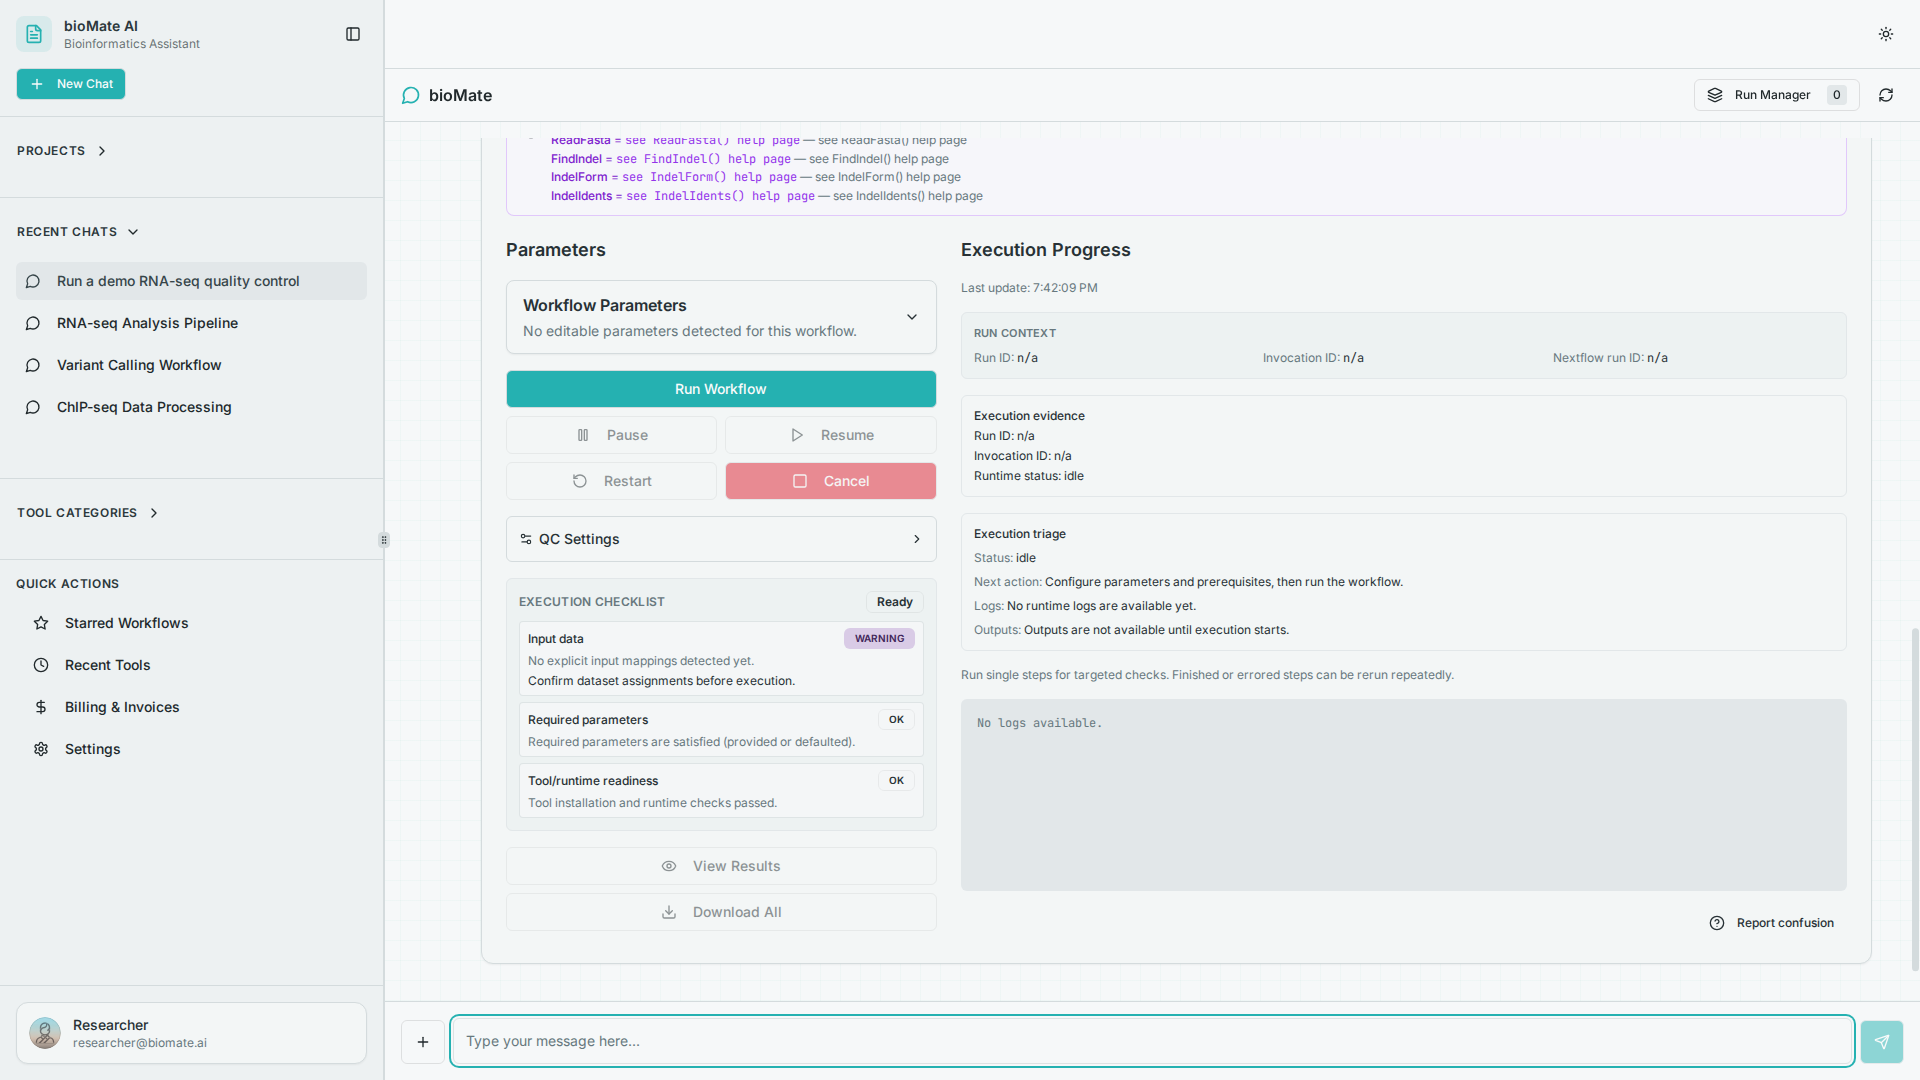 bioMate AI
Bioinformatics Assistant
New Chat
PROJECTS
RECENT CHATS
Run a demo RNA-seq quality control
RNA-seq Analysis Pipeline
Variant Calling Workflow
ChIP-seq Data Processing
TOOL CATEGORIES
QUICK ACTIONS
Starred Workflows
Recent Tools
Billing & Invoices
Settings
Researcher
researcher@biomate.ai
bioMate
Run Manager 0
ReadFasta = see ReadFasta() help page — see ReadFasta() help page
FindIndel = see FindIndel() help page — see FindIndel() help page
IndelForm = see IndelForm() help page — see IndelForm() help page
IndelIdents = see IndelIdents() help page — see IndelIdents() help page
Parameters
Workflow Parameters
No editable parameters detected for this workflow.
Run Workflow
Pause
Resume
Restart
Cancel
QC Settings
EXECUTION CHECKLIST
Ready
Input data
WARNING
No explicit input mappings detected yet.
Confirm dataset assignments before execution.
Required parameters
OK
Required parameters are satisfied (provided or defaulted).
Tool/runtime readiness
OK
Tool installation and runtime checks passed.
View Results
Download All
Execution Progress
Last update: 7:42:09 PM
RUN CONTEXT
Run ID: n/a
Invocation ID: n/a
Nextflow run ID: n/a
Execution evidence
Run ID: n/a
Invocation ID: n/a
Runtime status: idle
Execution triage
Status: idle
Next action: Configure parameters and prerequisites, then run the workflow.
Logs: No runtime logs are available yet.
Outputs: Outputs are not available until execution starts.
Run single steps for targeted checks. Finished or errored steps can be rerun repeatedly.
No logs available.
Report confusion
Type your message here...